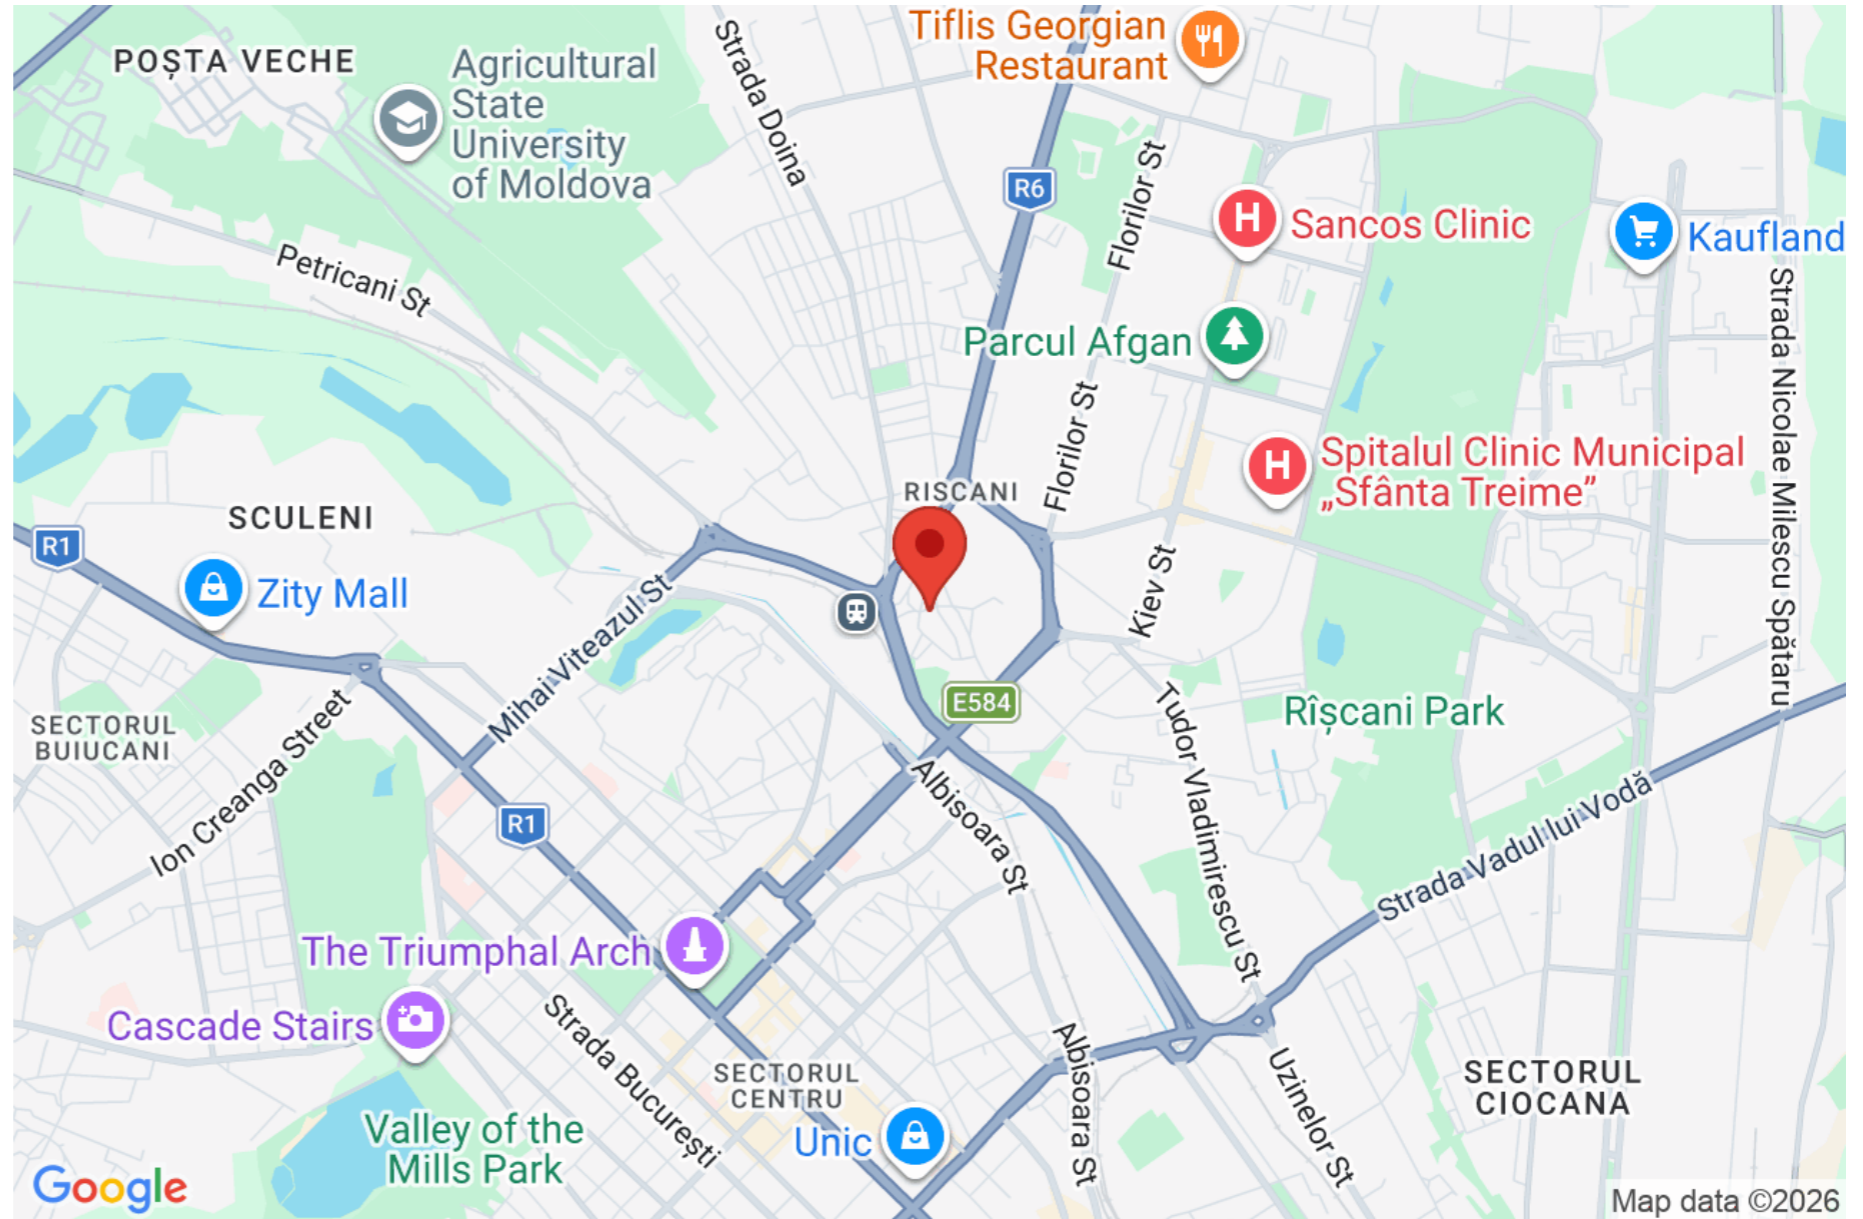 Tiflis Georgian
Restaurant
POȘTA VECHE
Agricultural
State
University
of Moldova
Strada Doina
R6
Florilor St
Sancos Clinic
Kaufland
Petricani St
Parcul Afgan
Strada Nicolae Milescu Spătaru
Florilor St
Spitalul Clinic Municipal
„Sfânta Treime”
RISCANI
SCULENI
R1
Zity Mall
Mihai Viteazul St
Kiev St
E584
Rîșcani Park
SECTORUL
BUIUCANI
Ion Creanga Street
Tudor Vladimirescu St
R1
Albisoara St
Strada Vadul lui Vodă
The Triumphal Arch
Cascade Stairs
Strada București
SECTORUL
CENTRU
Albisoara St
Uzinelor St
SECTORUL
CIOCANA
Valley of the
Mills Park
Unic
Google
Map data ©2026